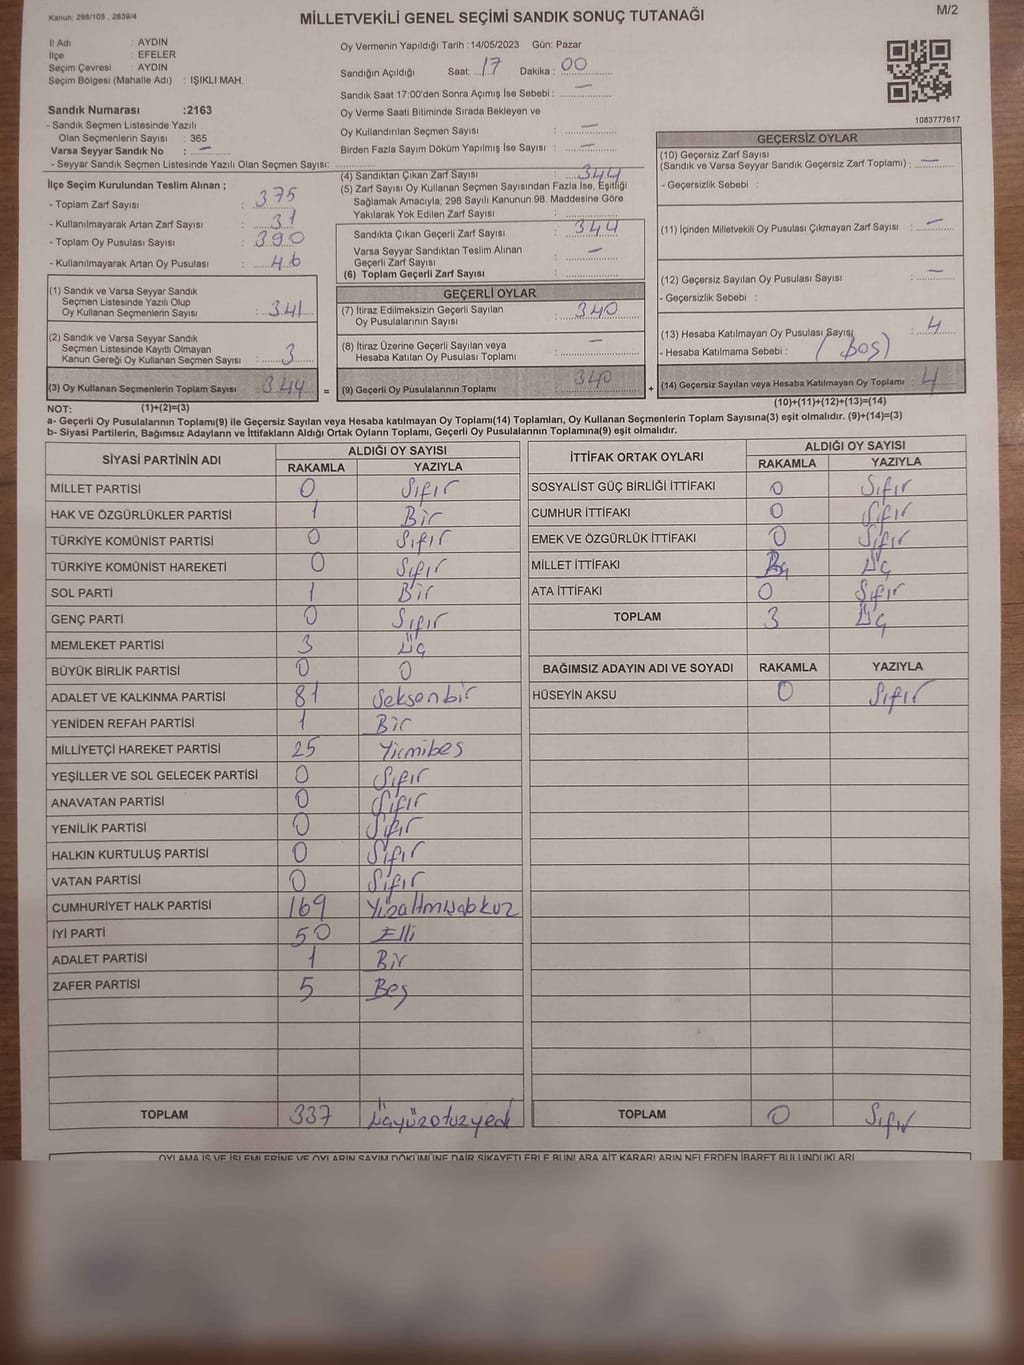 Kanun: 298/105 , 2839/4
MİLLETVEKİLİ GENEL SEÇİMİ SANDIK SONUÇ TUTANAĞI
M/2
İl Adı : AYDIN
İlçe : EFELER
Seçim Çevresi : AYDIN
Seçim Bölgesi (Mahalle Adı) : IŞIKLI MAH.
Sandık Numarası :2163
- Sandık Seçmen Listesinde Yazılı
Olan Seçmenlerin Sayısı : 365
Varsa Seyyar Sandık No : —
- Seyyar Sandık Seçmen Listesinde Yazılı Olan Seçmen Sayısı: ..............
Oy Vermenin Yapıldığı Tarih :14/05/2023 Gün: Pazar
Sandığın Açıldığı Saat: 17 Dakika : 00
Sandık Saat 17:00'den Sonra Açımış İse Sebebi : —
Oy Verme Saati Bitiminde Sırada Bekleyen ve
Oy Kullandırılan Seçmen Sayısı : —
Birden Fazla Sayım Döküm Yapılmış İse Sayısı : —
1083777617
İlçe Seçim Kurulundan Teslim Alınan ;
- Toplam Zarf Sayısı : 375
- Kullanılmayarak Artan Zarf Sayısı : 31
- Toplam Oy Pusulası Sayısı : 390
- Kullanılmayarak Artan Oy Pusulası : 46
(1) Sandık ve Varsa Seyyar Sandık
Seçmen Listesinde Yazılı Olup
Oy Kullanan Seçmenlerin Sayısı : 341
(2) Sandık ve Varsa Seyyar Sandık
Seçmen Listesinde Kayıtlı Olmayan
Kanun Gereği Oy Kullanan Seçmen Sayısı : 3
(3) Oy Kullanan Seçmenlerin Toplam Sayısı : 344 =
(4) Sandıktan Çıkan Zarf Sayısı : 344
(5) Zarf Sayısı Oy Kullanan Seçmen Sayısından Fazla İse, Eşitliği
Sağlamak Amacıyla; 298 Sayılı Kanunun 98. Maddesine Göre
Yakılarak Yok Edilen Zarf Sayısı : ..............
Sandıkta Çıkan Geçerli Zarf Sayısı : 344
Varsa Seyyar Sandıktan Teslim Alınan
Geçerli Zarf Sayısı : —
(6) Toplam Geçerli Zarf Sayısı : ..............
GEÇERLİ OYLAR
(7) İtiraz Edilmeksizin Geçerli Sayılan
Oy Pusulalarının Sayısı : 340
(8) İtiraz Üzerine Geçerli Sayılan veya
Hesaba Katılan Oy Pusulası Toplamı : —
(9) Geçerli Oy Pusulalarının Toplamı : 340 +
GEÇERSİZ OYLAR
(10) Geçersiz Zarf Sayısı
(Sandık ve Varsa Seyyar Sandık Geçersiz Zarf Toplamı) : —
- Geçersizlik Sebebi :
(11) İçinden Milletvekili Oy Pusulası Çıkmayan Zarf Sayısı : —
(12) Geçersiz Sayılan Oy Pusulası Sayısı : —
- Geçersizlik Sebebi :
(13) Hesaba Katılmayan Oy Pusulası Sayısı : 4
- Hesaba Katılmama Sebebi : (Boş)
(14) Geçersiz Sayılan veya Hesaba Katılmayan Oy Toplamı : 4
NOT: (1)+(2)=(3)
(10)+(11)+(12)+(13)=(14)
a- Geçerli Oy Pusulalarının Toplamı(9) ile Geçersiz Sayılan veya Hesaba katılmayan Oy Toplamı(14) Toplamları, Oy Kullanan Seçmenlerin Toplam Sayısına(3) eşit olmalıdır. (9)+(14)=(3)
b- Siyasi Partilerin, Bağımsız Adayların ve İttifakların Aldığı Ortak Oyların Toplamı, Geçerli Oy Pusulalarının Toplamına(9) eşit olmalıdır.
SİYASİ PARTİNİN ADI ALDIĞI OY SAYISI
RAKAMLA YAZIYLA
MİLLET PARTİSİ 0 Sıfır
HAK VE ÖZGÜRLÜKLER PARTİSİ 1 Bir
TÜRKİYE KOMÜNİST PARTİSİ 0 Sıfır
TÜRKİYE KOMÜNİST HAREKETİ 0 Sıfır
SOL PARTİ 1 Bir
GENÇ PARTİ 0 Sıfır
MEMLEKET PARTİSİ 3 Üç
BÜYÜK BİRLİK PARTİSİ 0 0
ADALET VE KALKINMA PARTİSİ 81 Seksenbir
YENİDEN REFAH PARTİSİ 1 Bir
MİLLİYETÇİ HAREKET PARTİSİ 25 Yirmibeş
YEŞİLLER VE SOL GELECEK PARTİSİ 0 Sıfır
ANAVATAN PARTİSİ 0 Sıfır
YENİLİK PARTİSİ 0 Sıfır
HALKIN KURTULUŞ PARTİSİ 0 Sıfır
VATAN PARTİSİ 0 Sıfır
CUMHURİYET HALK PARTİSİ 169
İYİ PARTİ 50 Elli
ADALET PARTİSİ 1 Bir
ZAFER PARTİSİ 5 Beş
TOPLAM 337
İTTİFAK ORTAK OYLARI ALDIĞI OY SAYISI
RAKAMLA YAZIYLA
SOSYALİST GÜÇ BİRLİĞİ İTTİFAKI 0 Sıfır
CUMHUR İTTİFAKI 0 Sıfır
EMEK VE ÖZGÜRLÜK İTTİFAKI 0 Sıfır
MİLLET İTTİFAKI Üç
ATA İTTİFAKI 0 Sıfır
TOPLAM 3 Üç
BAĞIMSIZ ADAYIN ADI VE SOYADI RAKAMLA YAZIYLA
HÜSEYİN AKSU 0 Sıfır
TOPLAM 0 Sıfır
OYLAMA İŞ VE İŞLEMLERİNE VE OYLARIN SAYIM DÖKÜMÜNE DAİR ŞİKAYETLERLE BUNLARA AİT KARARLARIN NELERDEN İBARET BULUNDUKLARI